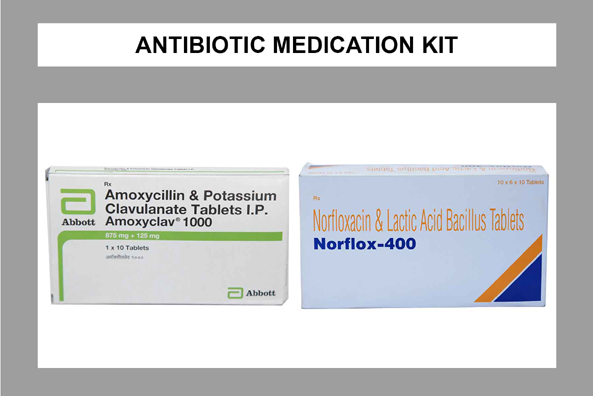 ANTIBIOTIC MEDICATION KIT
Rx
Amoxycillin & Potassium
Clavulanate Tablets I.P.
Amoxyclav® 1000
Abbott
875 mg + 125 mg
1 x 10 Tablets
Abbott
10 x 6 x 10 Tablets
Rx
Norfloxacin & Lactic Acid Bacillus Tablets
Norflox-400